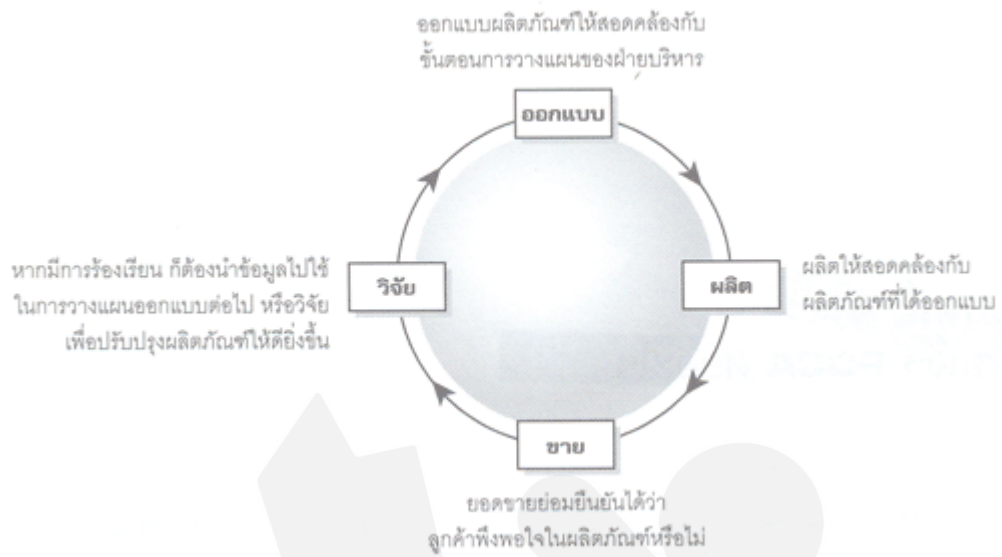 ออกแบบผลิตภัณฑ์ให้สอดคล้องกับ
ขั้นตอนการวางแผนของฝ่ายบริหาร
ออกแบบ
ผลิต
ผลิตให้สอดคล้องกับ
ผลิตภัณฑ์ที่ได้ออกแบบ
ขาย
ยอดขายย่อมยืนยันได้ว่า
ลูกค้าพึงพอใจในผลิตภัณฑ์หรือไม่
วิจัย
หากมีการร้องเรียน ก็ต้องนำข้อมูลไปใช้
ในการวางแผนออกแบบต่อไป หรือวิจัย
เพื่อปรับปรุงผลิตภัณฑ์ให้ดียิ่งขึ้น